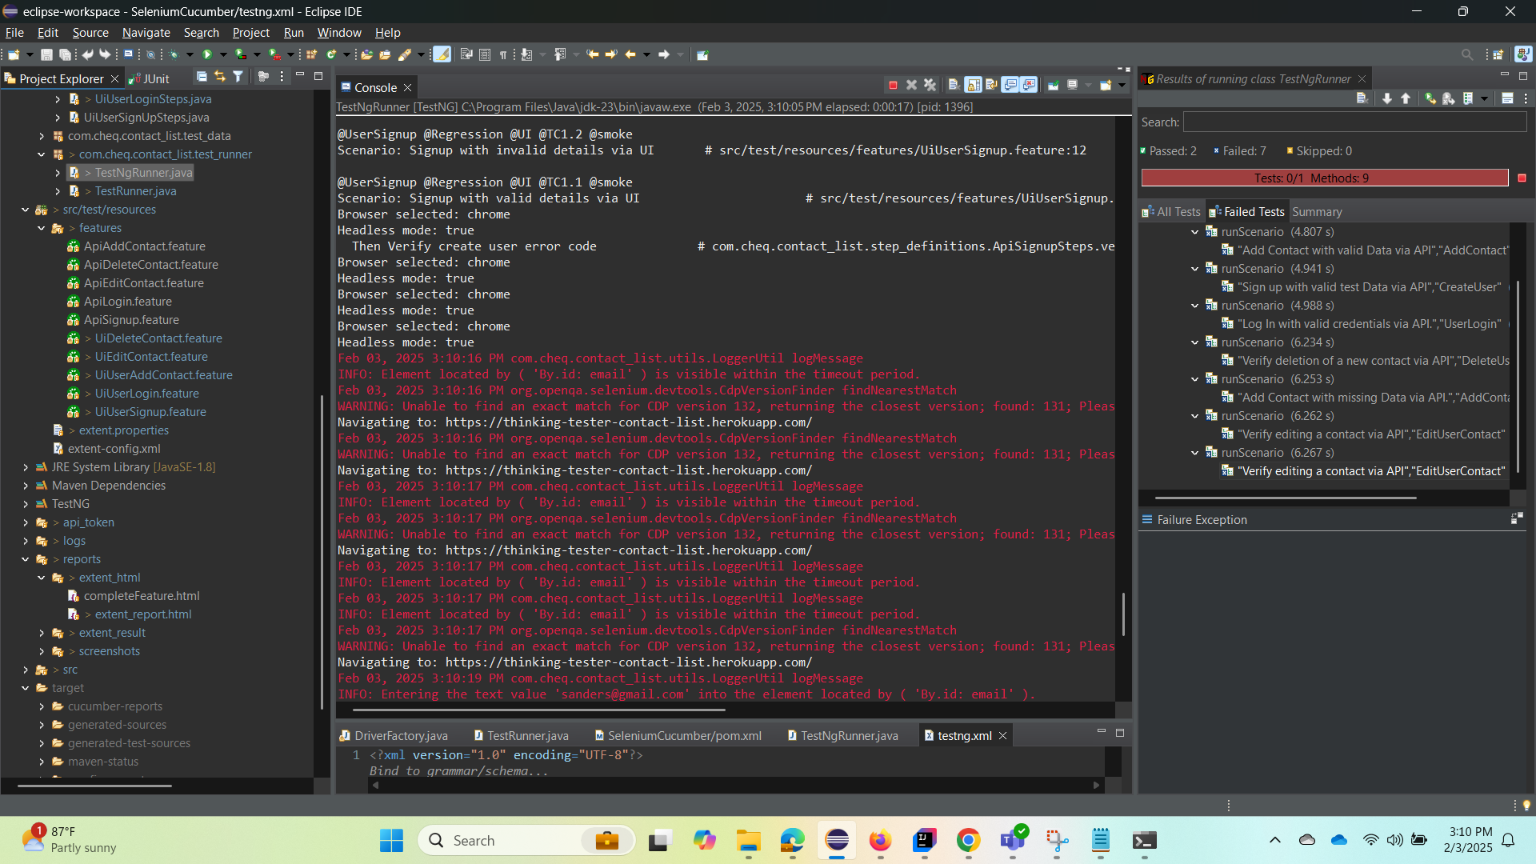 eclipse-workspace - SeleniumCucumber/testng.xml - Eclipse IDE
File Edit Source Navigate Search Project Run Window Help
Project Explorer JUnit
UiUserLoginSteps.java
UiUserSignUpSteps.java
com.cheq.contact_list.test_data
com.cheq.contact_list.test_runner
TestNgRunner.java
TestRunner.java
src/test/resources
features
ApiAddContact.feature
ApiDeleteContact.feature
ApiEditContact.feature
ApiLogin.feature
ApiSignup.feature
UiDeleteContact.feature
UiEditContact.feature
UiUserAddContact.feature
UiUserLogin.feature
UiUserSignup.feature
extent.properties
extent-config.xml
JRE System Library [JavaSE-1.8]
Maven Dependencies
TestNG
api_token
logs
reports
extent_html
completeFeature.html
extent_report.html
extent_result
screenshots
src
target
cucumber-reports
generated-sources
generated-test-sources
maven-status
Console
TestNgRunner [TestNG] C:\Program Files\Java\jdk-23\bin\javaw.exe (Feb 3, 2025, 3:10:05 PM elapsed: 0:00:17) [pid: 1396]
@UserSignup @Regression @UI @TC1.2 @smoke
Scenario: Signup with invalid details via UI # src/test/resources/features/UiUserSignup.feature:12
@UserSignup @Regression @UI @TC1.1 @smoke
Scenario: Signup with valid details via UI # src/test/resources/features/UiUserSignup.
Browser selected: chrome
Headless mode: true
Then Verify create user error code # com.cheq.contact_list.step_definitions.ApiSignupSteps.ve
Browser selected: chrome
Headless mode: true
Browser selected: chrome
Headless mode: true
Browser selected: chrome
Headless mode: true
Feb 03, 2025 3:10:16 PM com.cheq.contact_list.utils.LoggerUtil logMessage
INFO: Element located by ( 'By.id: email' ) is visible within the timeout period.
Feb 03, 2025 3:10:16 PM org.openqa.selenium.devtools.CdpVersionFinder findNearestMatch
WARNING: Unable to find an exact match for CDP version 132, returning the closest version; found: 131; Pleas
Navigating to: https://thinking-tester-contact-list.herokuapp.com/
Feb 03, 2025 3:10:16 PM org.openqa.selenium.devtools.CdpVersionFinder findNearestMatch
WARNING: Unable to find an exact match for CDP version 132, returning the closest version; found: 131; Pleas
Navigating to: https://thinking-tester-contact-list.herokuapp.com/
Feb 03, 2025 3:10:17 PM com.cheq.contact_list.utils.LoggerUtil logMessage
INFO: Element located by ( 'By.id: email' ) is visible within the timeout period.
Feb 03, 2025 3:10:17 PM org.openqa.selenium.devtools.CdpVersionFinder findNearestMatch
WARNING: Unable to find an exact match for CDP version 132, returning the closest version; found: 131; Pleas
Navigating to: https://thinking-tester-contact-list.herokuapp.com/
Feb 03, 2025 3:10:17 PM com.cheq.contact_list.utils.LoggerUtil logMessage
INFO: Element located by ( 'By.id: email' ) is visible within the timeout period.
Feb 03, 2025 3:10:17 PM com.cheq.contact_list.utils.LoggerUtil logMessage
INFO: Element located by ( 'By.id: email' ) is visible within the timeout period.
Feb 03, 2025 3:10:17 PM org.openqa.selenium.devtools.CdpVersionFinder findNearestMatch
WARNING: Unable to find an exact match for CDP version 132, returning the closest version; found: 131; Pleas
Navigating to: https://thinking-tester-contact-list.herokuapp.com/
Feb 03, 2025 3:10:19 PM com.cheq.contact_list.utils.LoggerUtil logMessage
INFO: Entering the text value 'sanders@gmail.com' into the element located by ( 'By.id: email' ).
DriverFactory.java TestRunner.java SeleniumCucumber/pom.xml TestNgRunner.java testng.xml
1 <?xml version="1.0" encoding="UTF-8"?>
Bind to grammar/schema...
Results of running class TestNgRunner
Search:
Passed: 2 Failed: 7 Skipped: 0
Tests: 0/1 Methods: 9
All Tests Failed Tests Summary
runScenario (4.807 s)
"Add Contact with valid Data via API","AddContact"
runScenario (4.941 s)
"Sign up with valid test Data via API","CreateUser"
runScenario (4.988 s)
"Log In with valid credentials via API.","UserLogin"
runScenario (6.234 s)
"Verify deletion of a new contact via API","DeleteUs
runScenario (6.253 s)
"Add Contact with missing Data via API.","AddConta
runScenario (6.262 s)
"Verify editing a contact via API","EditUserContact"
runScenario (6.267 s)
"Verify editing a contact via API","EditUserContact"
Failure Exception
1
87°F
Partly sunny
Search
3:10 PM
2/3/2025